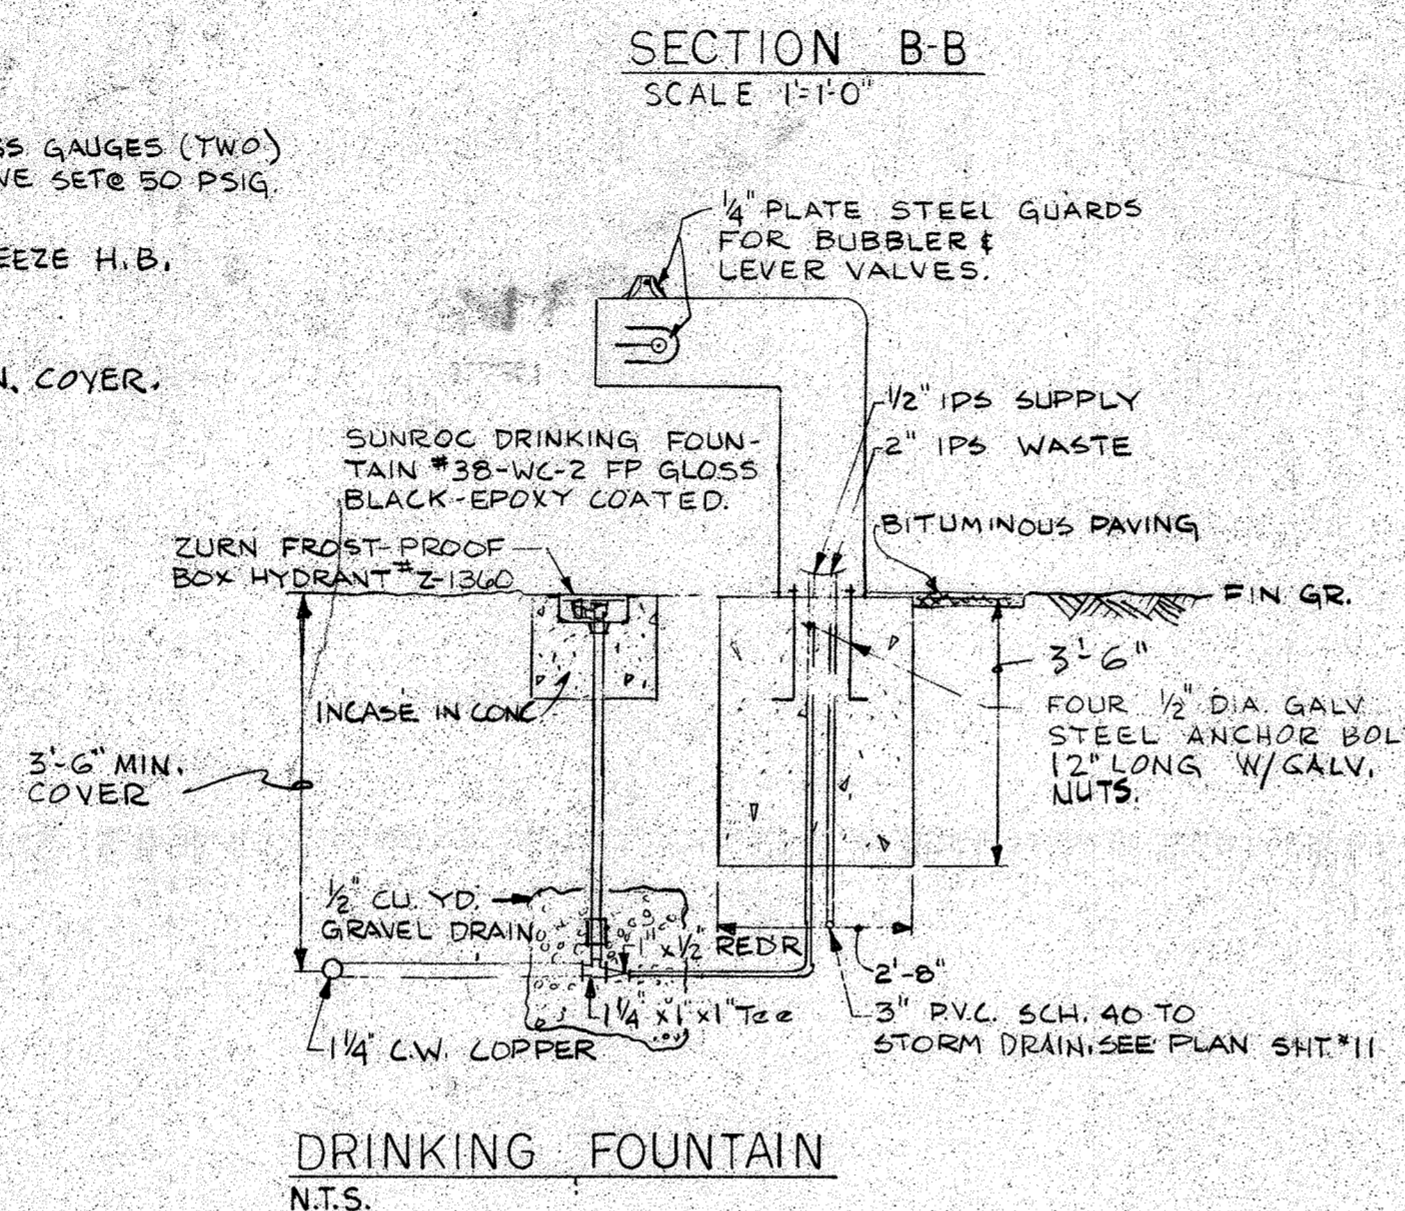 SECTION B-B
SCALE 1"=1'-0"
GAUGES (TWO)
SET@ 50 PSIG.
H.B.
COVER.
1/4" PLATE STEEL GUARDS
FOR BUBBLER &
LEVER VALVES.
1/2" IPS SUPPLY
2" IPS WASTE
SUNROC DRINKING FOUN-
TAIN #38-WC-2 FP GLOSS
BLACK-EPOXY COATED.
BITUMINOUS PAVING
ZURN FROST-PROOF
BOX HYDRANT #Z-1360
FIN GR.
3'-6"
INCASE IN CONC
FOUR 1/2" DIA. GALV
STEEL ANCHOR BOL
12" LONG W/GALV.
NUTS.
3'-6" MIN.
COVER
1/2" CU. YD.
GRAVEL DRAIN
1" x 1/2" RED'R
2'-8"
1 1/4" x 1" x 1" Tee
3" P.V.C. SCH. 40 TO
STORM DRAIN. SEE PLAN SHT. #11
1 1/4" C.W. COPPER
DRINKING FOUNTAIN
N.T.S.